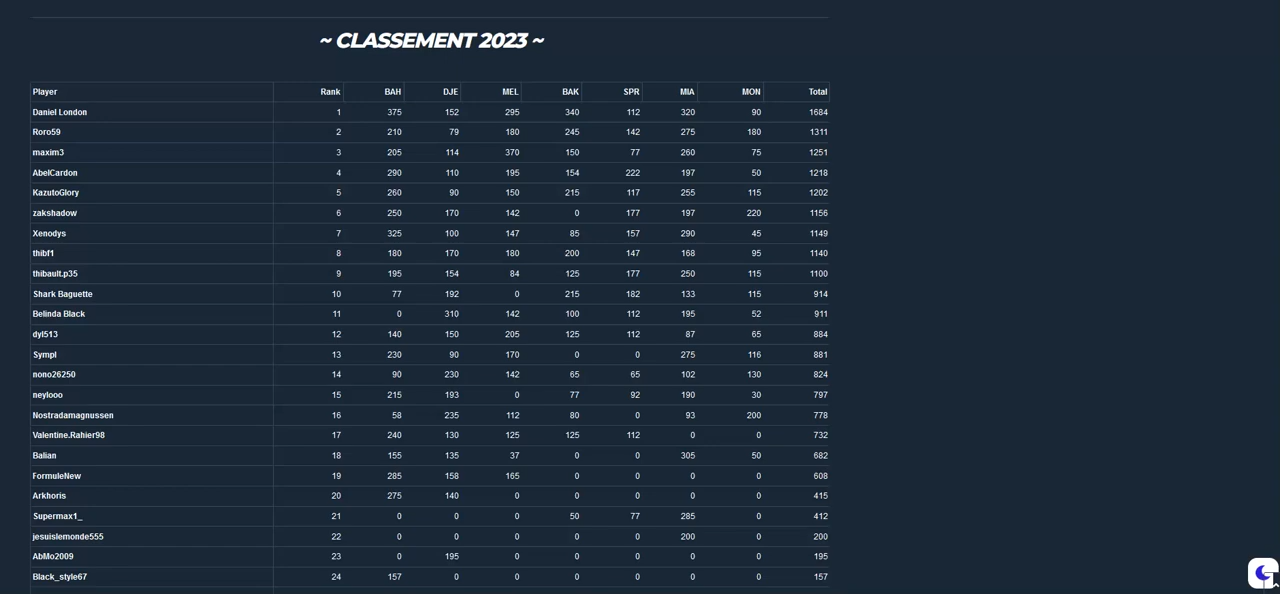 ~ CLASSEMENT 2023 ~
Player Rank BAH DJE MEL BAK SPR MIA MON Total
Daniel London 1 375 152 295 340 112 320 90 1684
Roro59 2 210 79 180 245 142 275 180 1311
maxim3 3 205 114 370 150 77 260 75 1251
AbelCardon 4 290 110 195 154 222 197 50 1218
KazutoGlory 5 260 90 150 215 117 255 115 1202
zakshadow 6 250 170 142 0 177 197 220 1156
Xenodys 7 325 100 147 85 157 290 45 1149
thibf1 8 180 170 180 200 147 168 95 1140
thibault.p35 9 195 154 84 125 177 250 115 1100
Shark Baguette 10 77 192 0 215 182 133 115 914
Belinda Black 11 0 310 142 100 112 195 52 911
dyl513 12 140 150 205 125 112 87 65 884
Sympl 13 230 90 170 0 0 275 116 881
nono26250 14 90 230 142 65 65 102 130 824
neylooo 15 215 193 0 77 92 190 30 797
Nostradamagnussen 16 58 235 112 80 0 93 200 778
Valentine.Rahier98 17 240 130 125 125 112 0 0 732
Balian 18 155 135 37 0 0 305 50 682
FormuleNew 19 285 158 165 0 0 0 0 608
Arkhoris 20 275 140 0 0 0 0 0 415
Supermax1_ 21 0 0 0 50 77 285 0 412
jesuislemonde555 22 0 0 0 0 0 200 0 200
AbMo2009 23 0 195 0 0 0 0 0 195
Black_style67 24 157 0 0 0 0 0 0 157